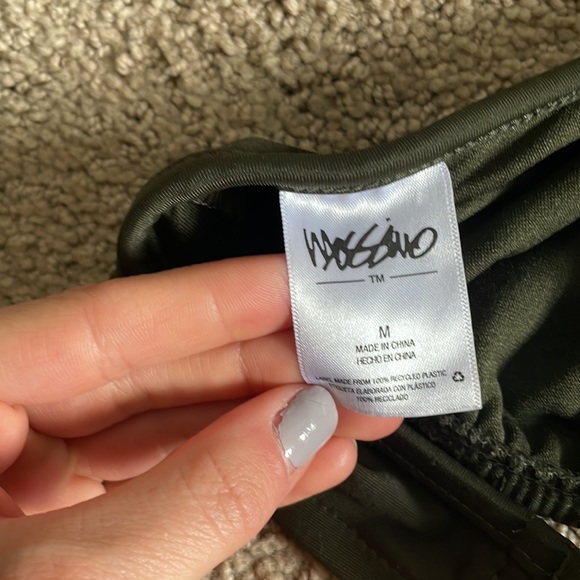 MOSSIMO
TM
M
MADE IN CHINA
HECHO EN CHINA
LABEL MADE FROM 100% RECYCLED PLASTIC
ETIQUETA ELABORADA CON PLÁSTICO
100% RECICLADO